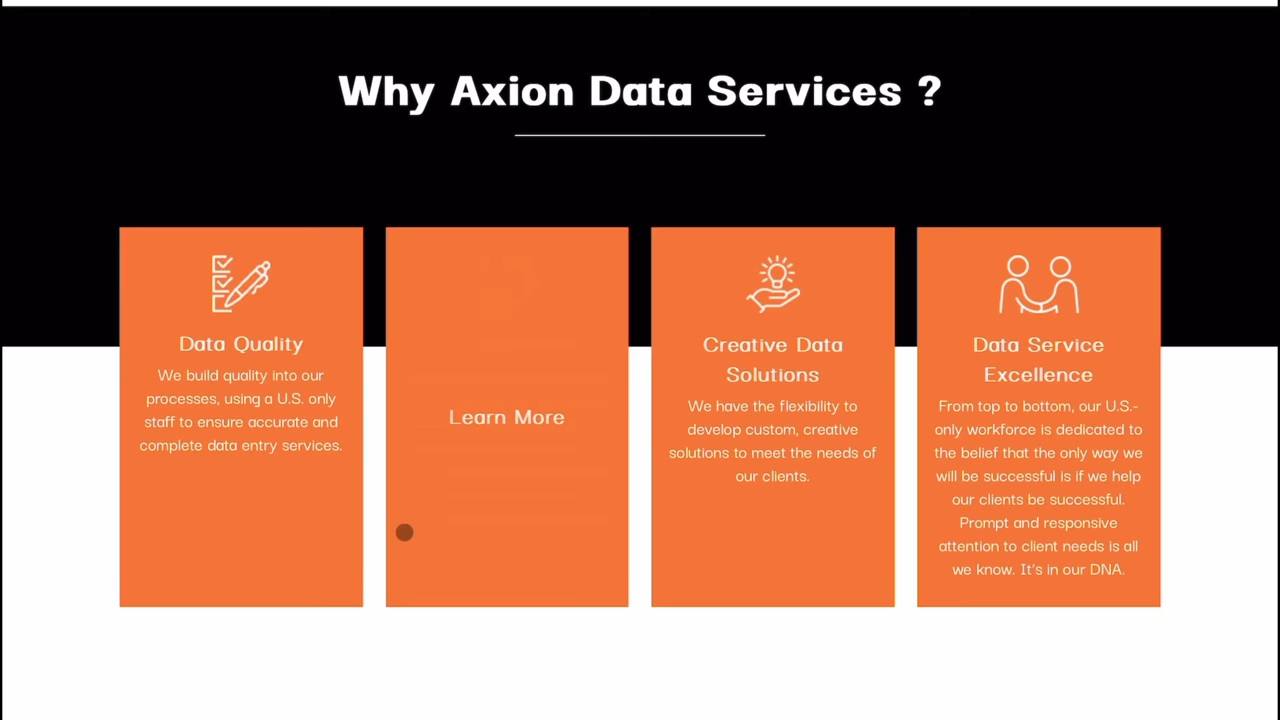 Why Axion Data Services ?
Data Quality
We build quality into our
processes, using a U.S. only
staff to ensure accurate and
complete data entry services.
Learn More
Creative Data
Solutions
We have the flexibility to
develop custom, creative
solutions to meet the needs of
our clients.
Data Service
Excellence
From top to bottom, our U.S.-
only workforce is dedicated to
the belief that the only way we
will be successful is if we help
our clients be successful.
Prompt and responsive
attention to client needs is all
we know. It's in our DNA.